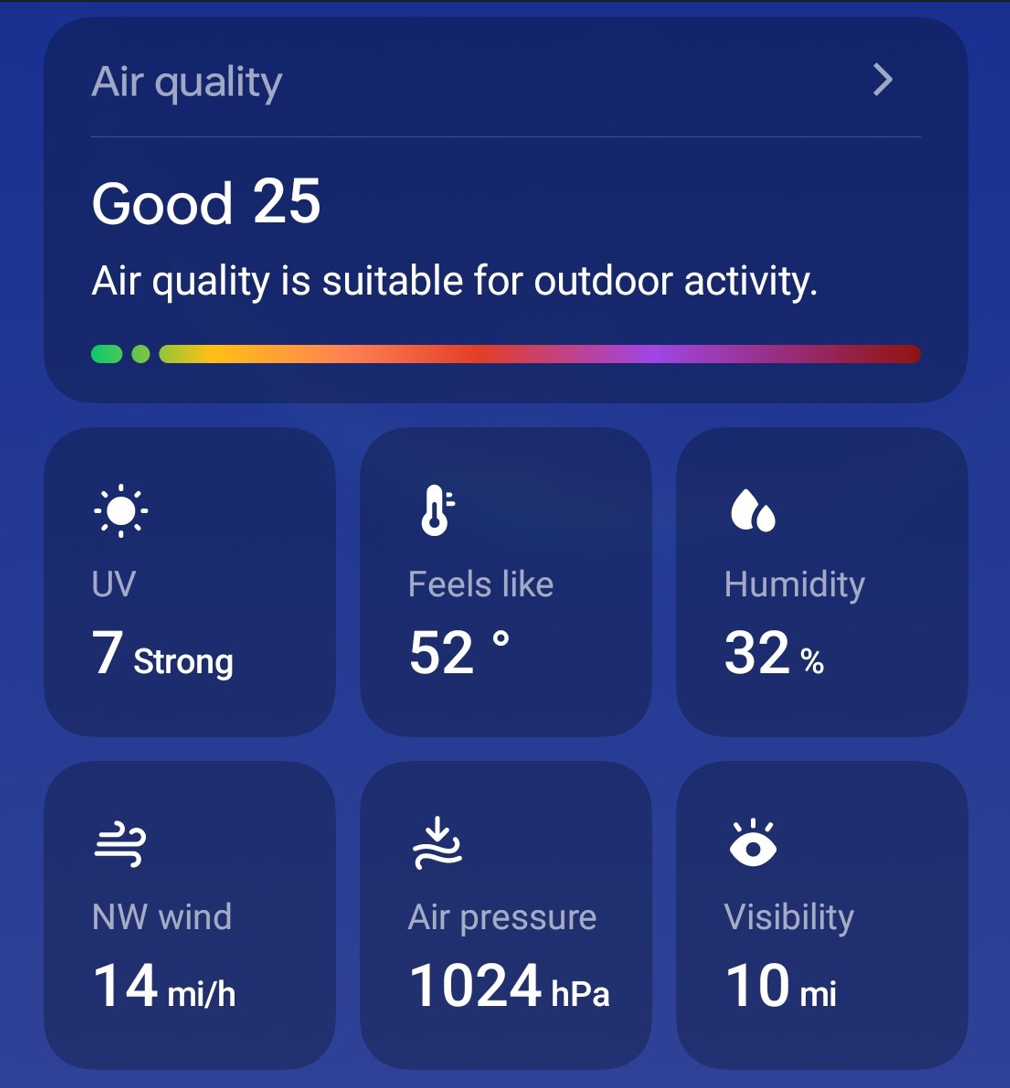 Air quality
Good 25
Air quality is suitable for outdoor activity.
UV
7 Strong
Feels like
52 °
Humidity
32 %
NW wind
14 mi/h
Air pressure
1024 hPa
Visibility
10 mi